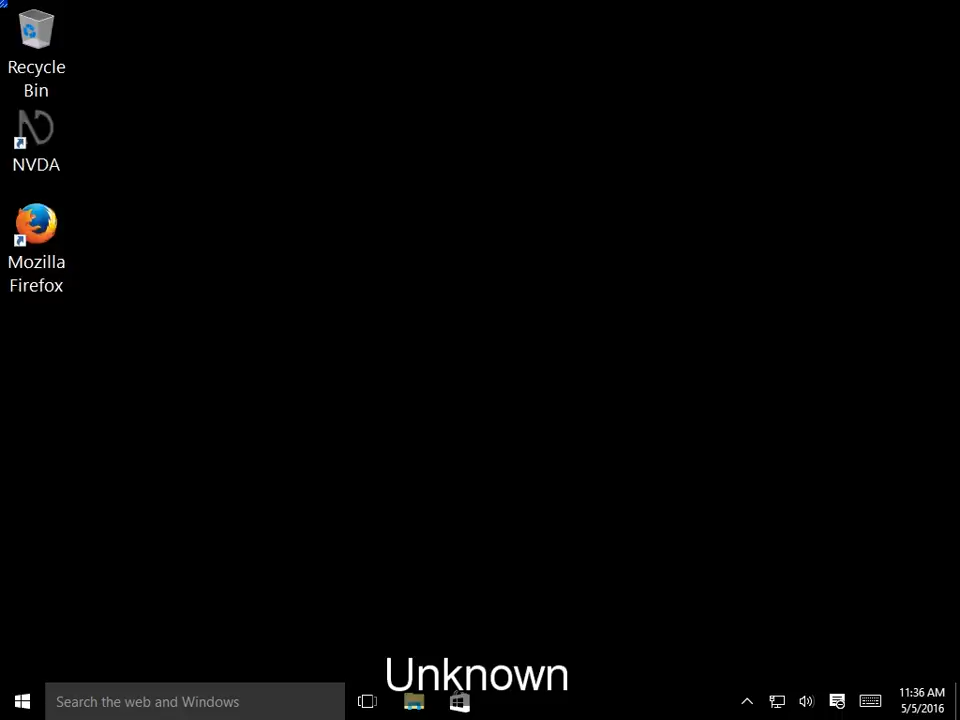 Recycle
Bin
NVDA
Mozilla
Firefox
Unknown
Search the web and Windows
11:36 AM
5/5/2016